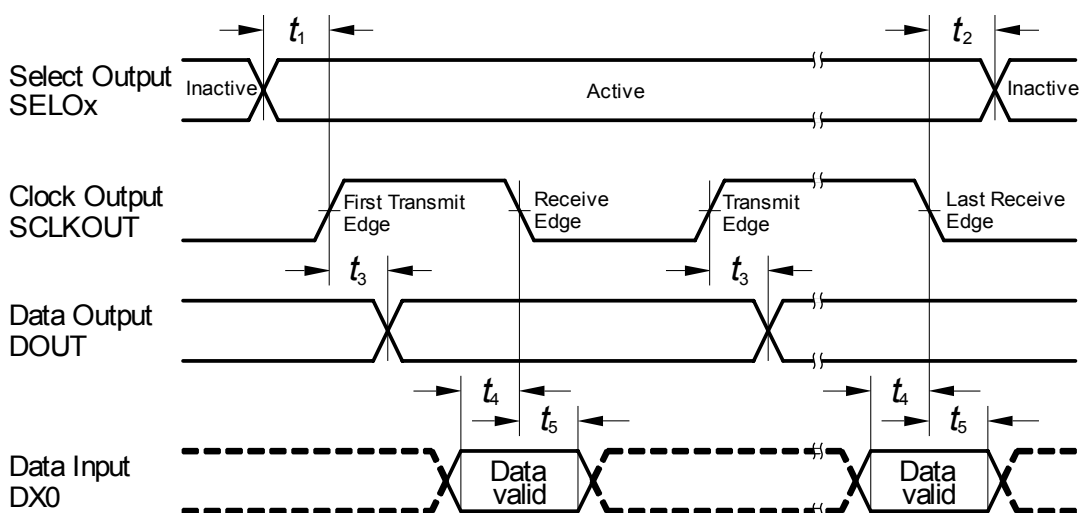 t1
t2
Select Output
SELOx
Inactive
Active
Inactive
Clock Output
SCLKOUT
First Transmit
Edge
Receive
Edge
Transmit
Edge
Last Receive
Edge
t3
t3
Data Output
DOUT
t4
t5
t4
t5
Data Input
DX0
Data
valid
Data
valid